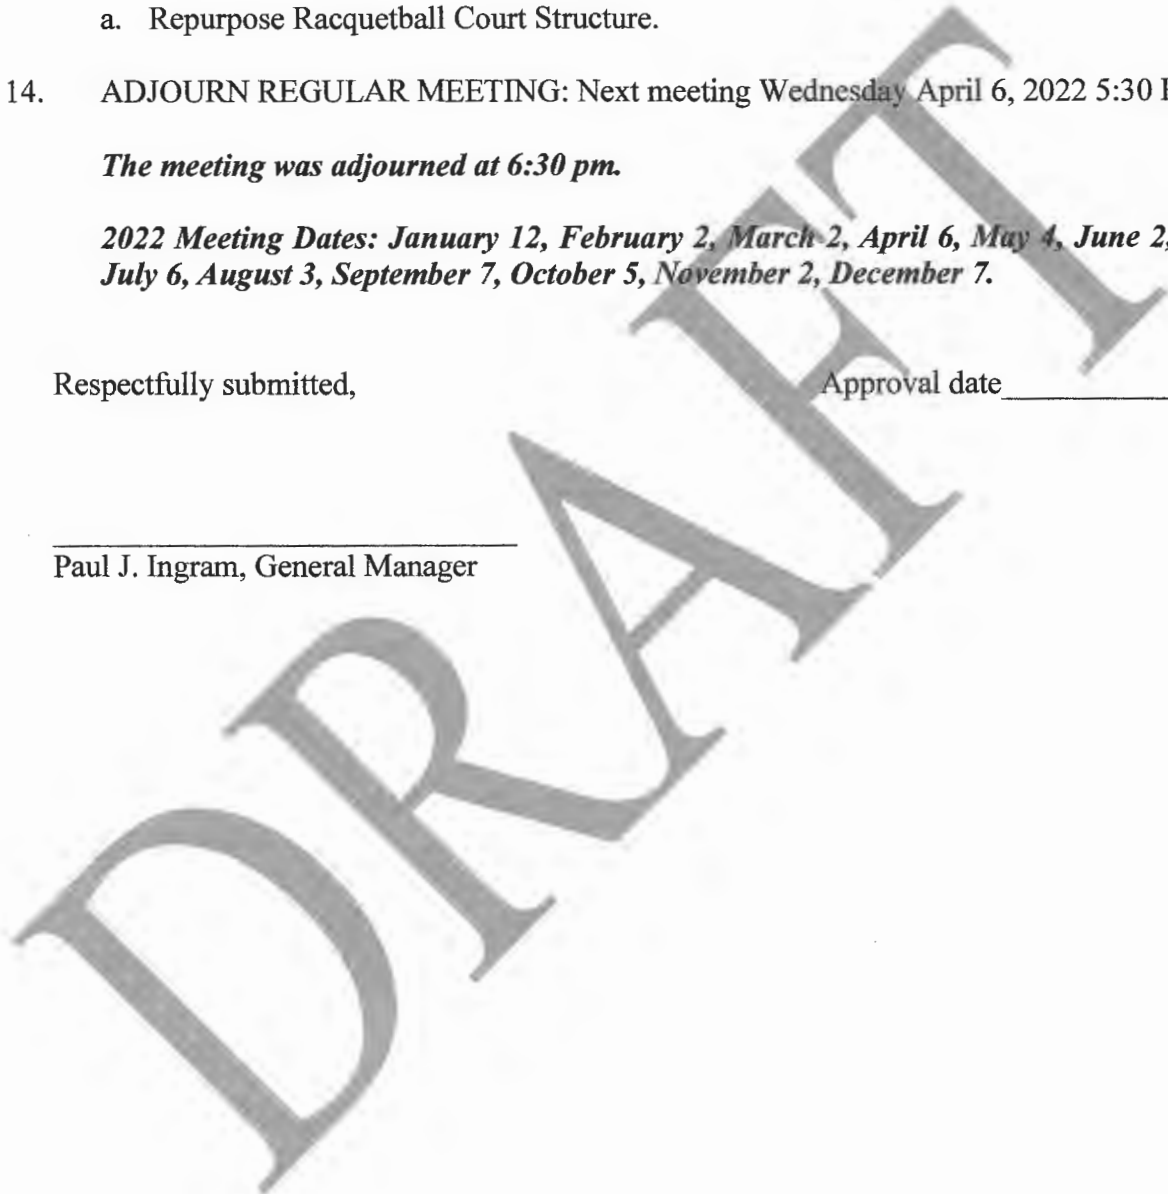 a. Repurpose Racquetball Court Structure.
14. ADJOURN REGULAR MEETING: Next meeting Wednesday April 6, 2022 5:30
The meeting was adjourned at 6:30 pm.
2022 Meeting Dates: January 12, February 2, March 2, April 6, May 4, June 2,
July 6, August 3, September 7, October 5, November 2, December 7.
Respectfully submitted, Approval date
Paul J. Ingram, General Manager
DRAFT